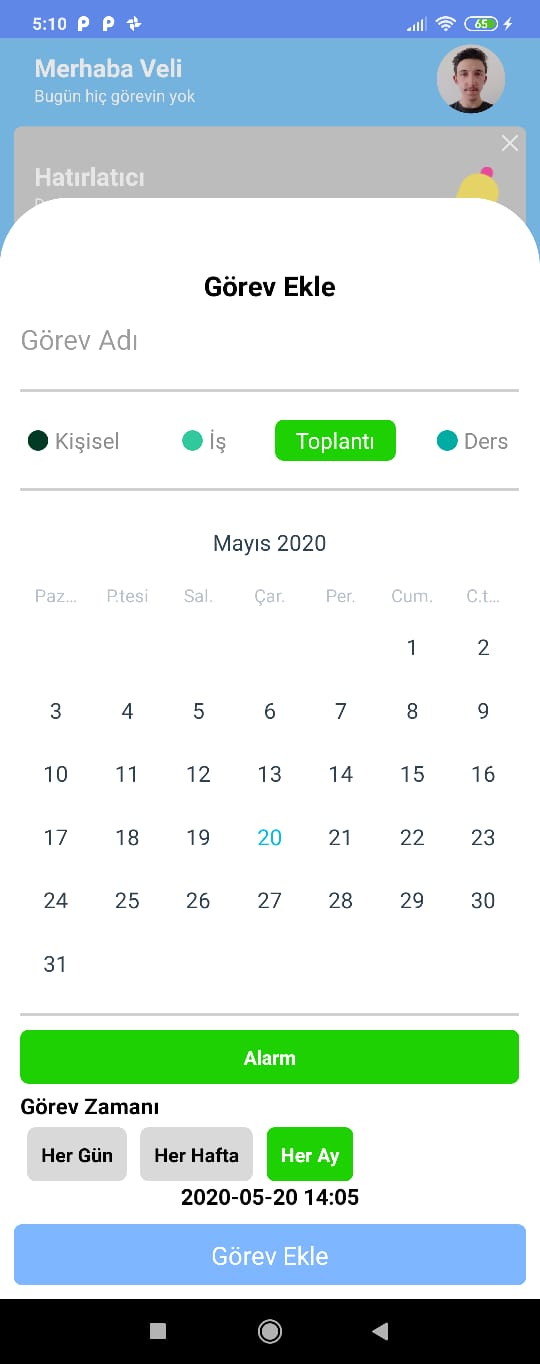 5:10 65
Merhaba Veli
Bugün hiç görevin yok
Hatırlatıcı
Görev Ekle
Görev Adı
Kişisel İş Toplantı Ders
Mayıs 2020
Paz... P.tesi Sal. Çar. Per. Cum. C.t...
1 2
3 4 5 6 7 8 9
10 11 12 13 14 15 16
17 18 19 20 21 22 23
24 25 26 27 28 29 30
31
Alarm
Görev Zamanı
Her Gün Her Hafta Her Ay
2020-05-20 14:05
Görev Ekle